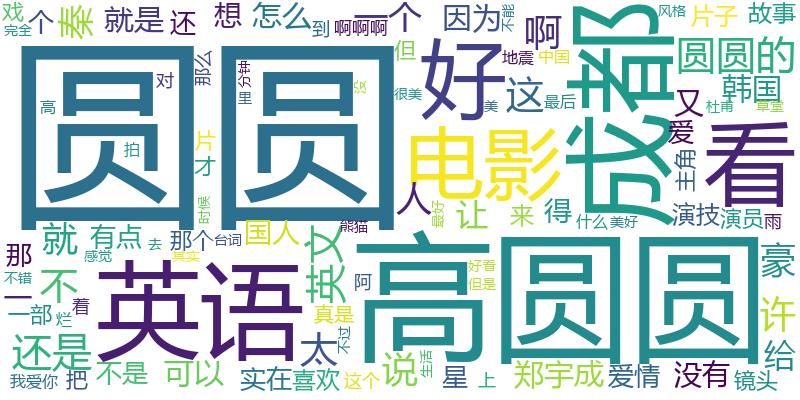 戏 个 秦 就是 还 想 怎么 一个 因为 不能 成都 风格 片子 故事
完全 到 啊啊啊 啊
圆圆 对 那么 分钟 但 好 地震 中国 圆圆的
高 里 没 很美 美 这 最后 又 韩国
拍 片 才 电影 爱 杜甫 草堂 看
时候 人 让 来 得 主角
就 有点 去 那个 台词 国人 熊猫 最好 什么 美好 演技 演员 雨
那 感觉 其实 英文 高圆圆 好看 但是 豪
不错 不 英语 阿
一 着 真是 许
一部 烂 太 不过
还是 说 生活 给
我爱你 把 不是 可以 实在 喜欢 这个 星 上 郑宇成 爱情 没有 镜头